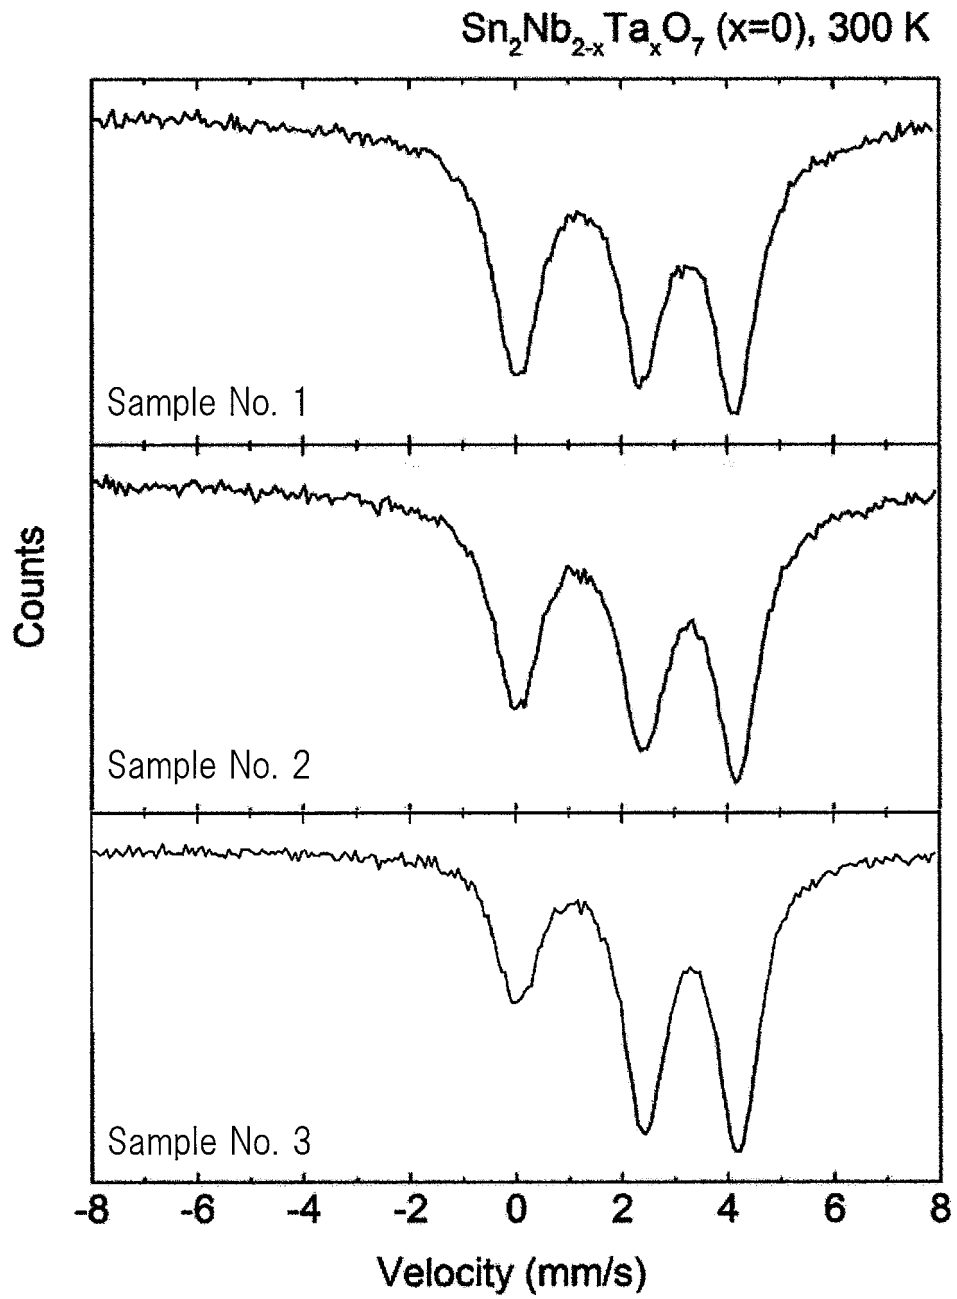 Sn2Nb2-xTaxO7 (x=0), 300 K
Sample No. 1
Sample No. 2
Sample No. 3
Counts
-8 -6 -4 -2 0 2 4 6 8
Velocity (mm/s)